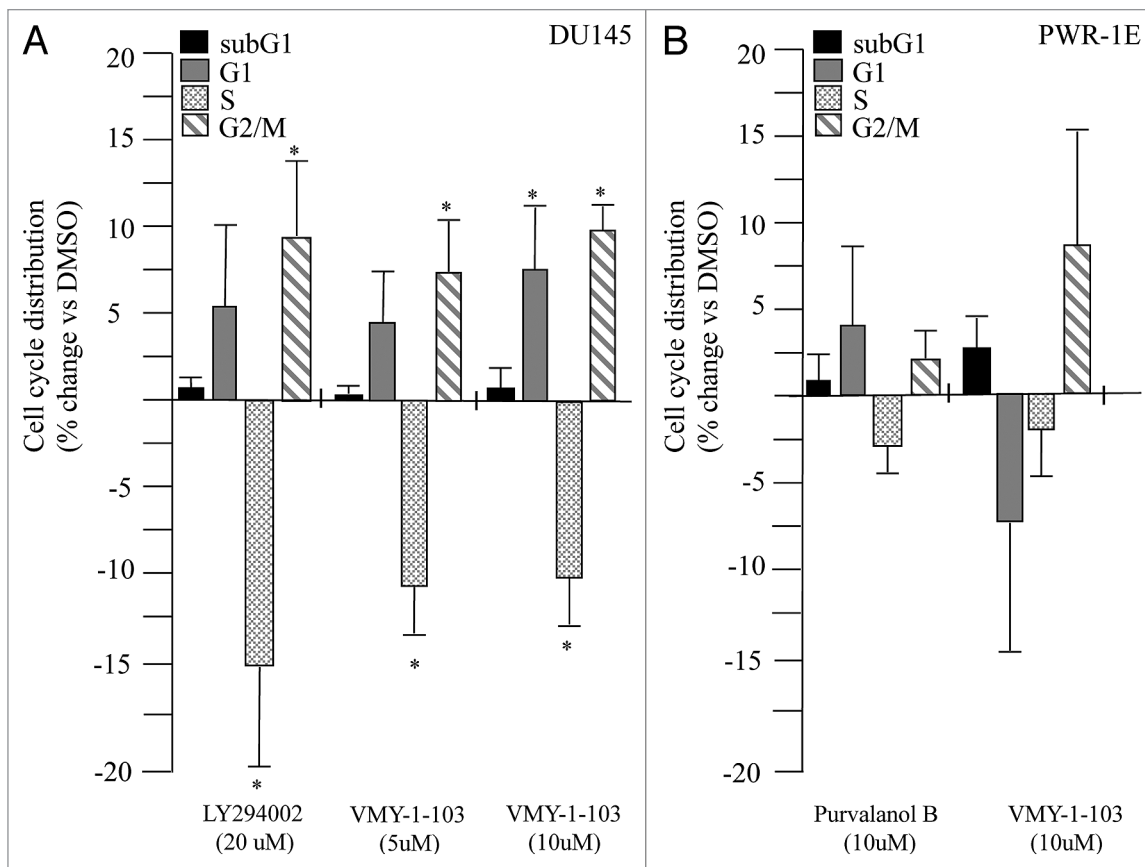 A
DU145
subG1
G1
S
G2/M
Cell cycle distribution
(% change vs DMSO)
20
15
10
5
-5
-10
-15
-20
*
*
*
*
*
*
*
LY294002
(20 uM)
VMY-1-103
(5uM)
VMY-1-103
(10uM)
B
PWR-1E
subG1
G1
S
G2/M
Cell cycle distribution
(% change vs DMSO)
20
15
10
5
-5
-10
-15
-20
Purvalanol B
(10uM)
VMY-1-103
(10uM)